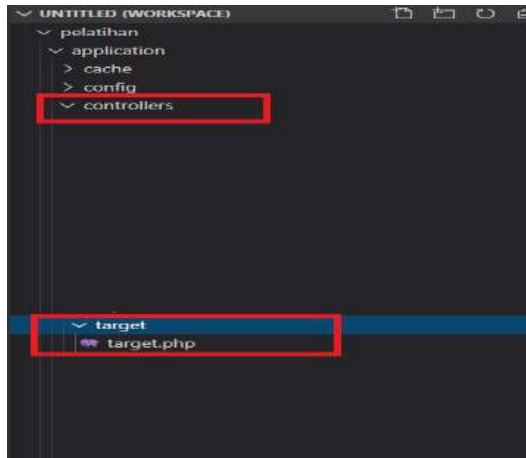 UNTITLED (WORKSPACE)
pelatihan
application
cache
config
controllers
target
target.php